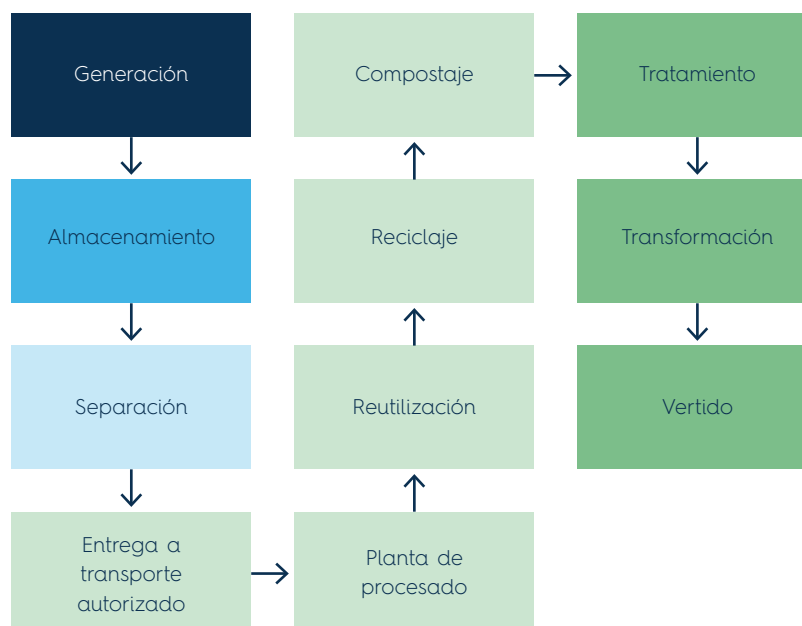 Generación
Almacenamiento
Separación
Entrega a
transporte
autorizado
Planta de
procesado
Reutilización
Reciclaje
Compostaje
Tratamiento
Transformación
Vertido